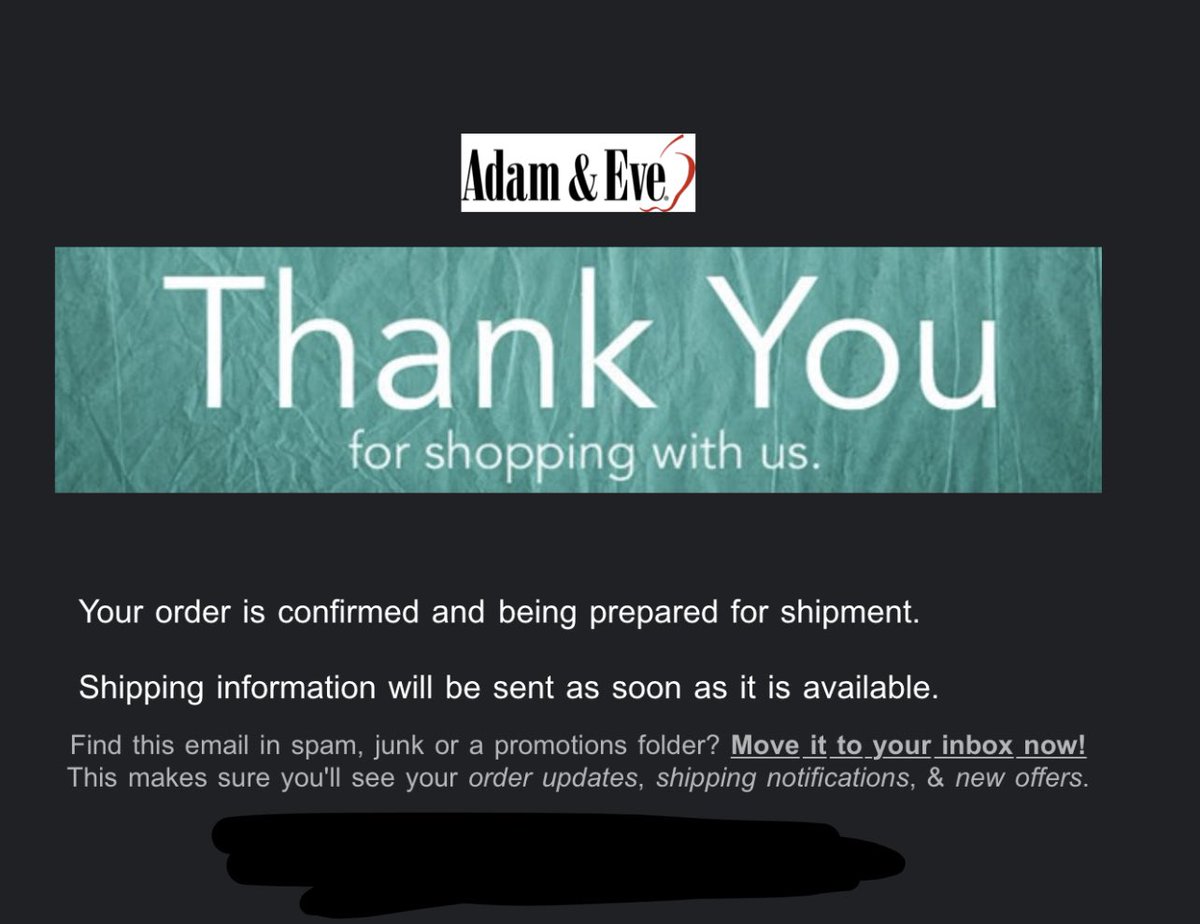 Adam & Eve®
Thank You
for shopping with us.
Your order is confirmed and being prepared for shipment.
Shipping information will be sent as soon as it is available.
Find this email in spam, junk or a promotions folder? Move it to your inbox now!
This makes sure you'll see your order updates, shipping notifications, & new offers.